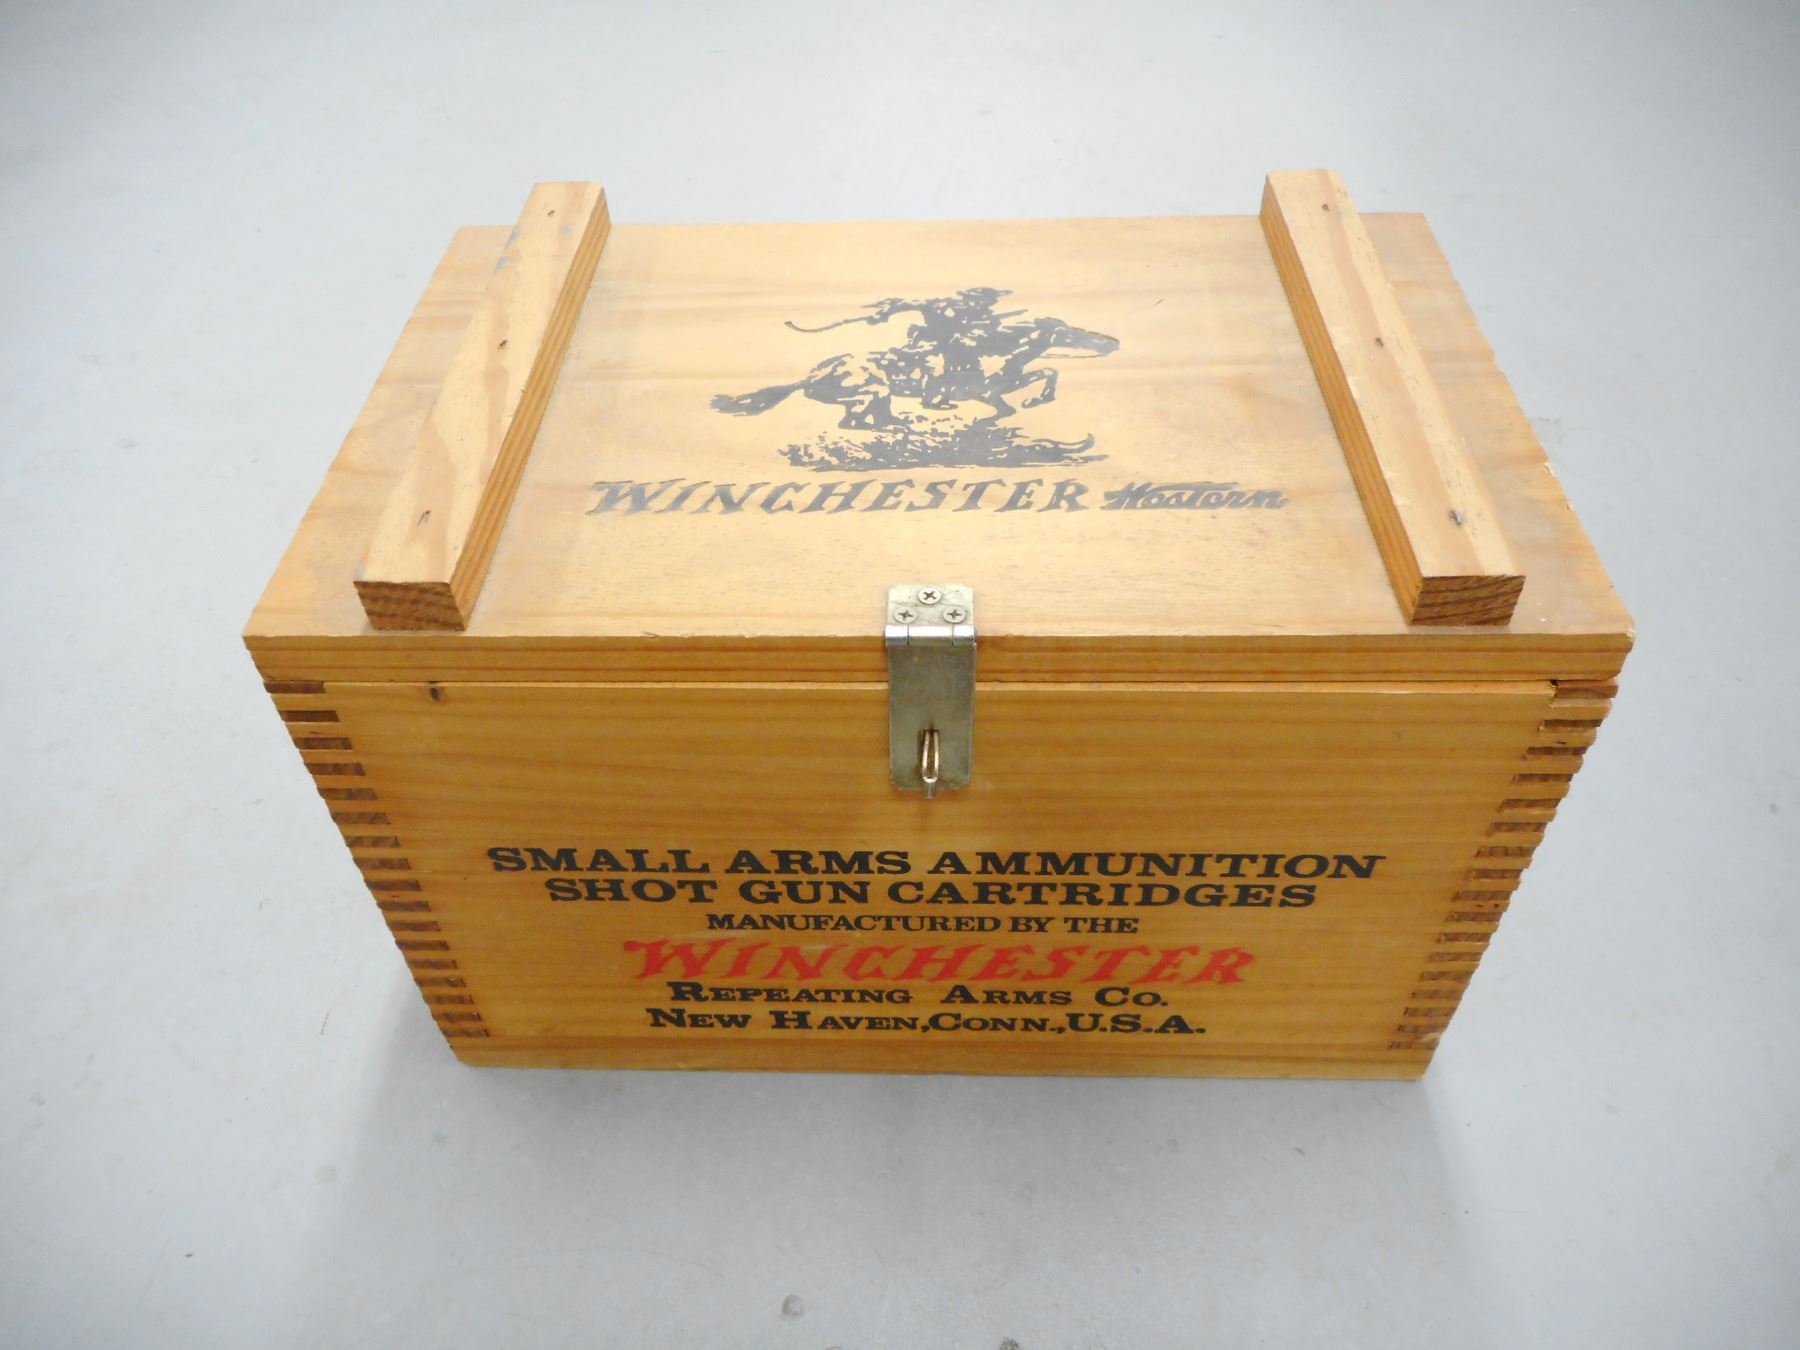 WINCHESTER Western
SMALL ARMS AMMUNITION
SHOT GUN CARTRIDGES
MANUFACTURED BY THE
WINCHESTER
REPEATING ARMS CO.
NEW HAVEN, CONN., U.S.A.